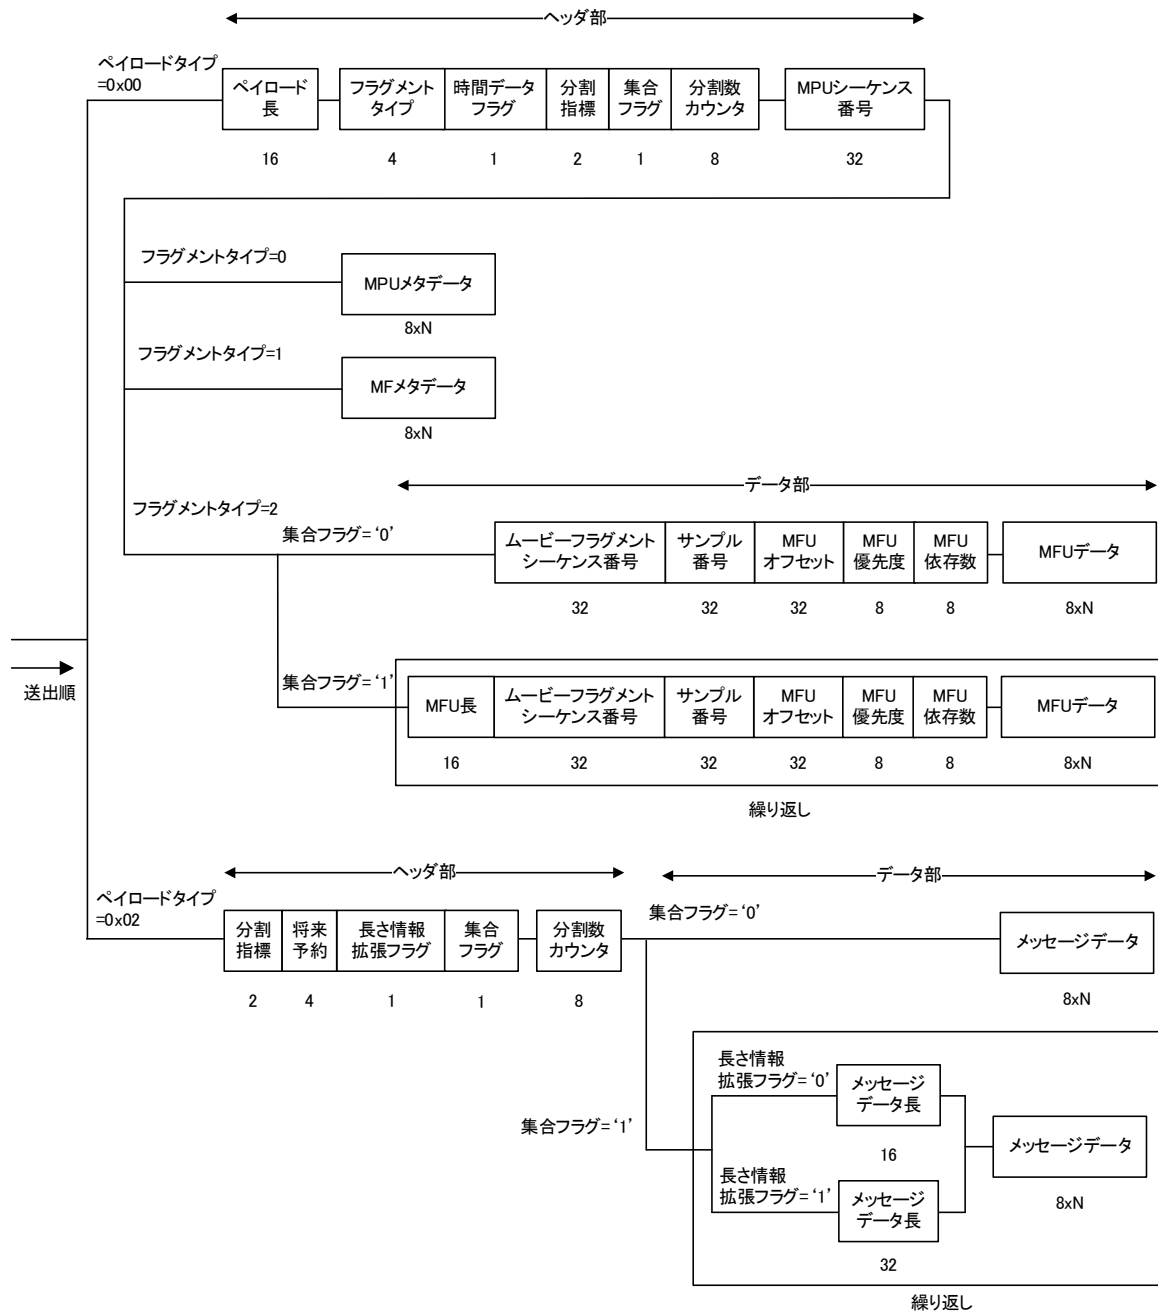 ヘッダ部
ペイロードタイプ
=0x00
ペイロード
長
フラグメント
タイプ
時間データ
フラグ
分割
指標
集合
フラグ
分割数
カウンタ
MPUシーケンス
番号
16
4
1
2
1
8
32
フラグメントタイプ=0
MPUメタデータ
8xN
フラグメントタイプ=1
MFメタデータ
8xN
データ部
フラグメントタイプ=2
集合フラグ=‘0’
ムービーフラグメント
シーケンス番号
サンプル
番号
MFU
オフセット
MFU
優先度
MFU
依存数
MFUデータ
32
32
32
8
8
8xN
送出順
集合フラグ=‘1’
MFU長
ムービーフラグメント
シーケンス番号
サンプル
番号
MFU
オフセット
MFU
優先度
MFU
依存数
MFUデータ
16
32
32
32
8
8
8xN
繰り返し
ヘッダ部
データ部
ペイロードタイプ
=0x02
分割
指標
将来
予約
長さ情報
拡張フラグ
集合
フラグ
分割数
カウンタ
2
4
1
1
8
集合フラグ=‘0’
メッセージデータ
8xN
集合フラグ=‘1’
長さ情報
拡張フラグ=‘0’
メッセージ
データ長
16
長さ情報
拡張フラグ=‘1’
メッセージ
データ長
32
メッセージデータ
8xN
繰り返し